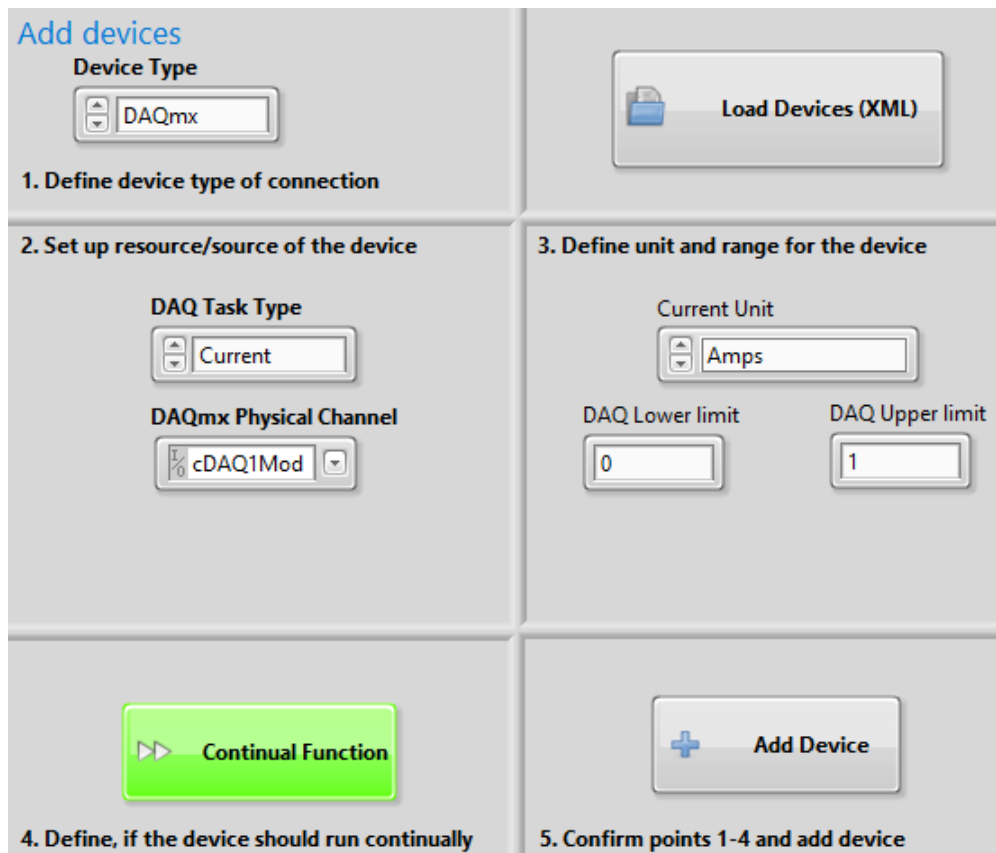 Add devices
Device Type
DAQmx
1. Define device type of connection
Load Devices (XML)
2. Set up resource/source of the device
DAQ Task Type
Current
DAQmx Physical Channel
I/O cDAQ1Mod
3. Define unit and range for the device
Current Unit
Amps
DAQ Lower limit
DAQ Upper limit
0
1
Continual Function
4. Define, if the device should run continually
Add Device
5. Confirm points 1-4 and add device